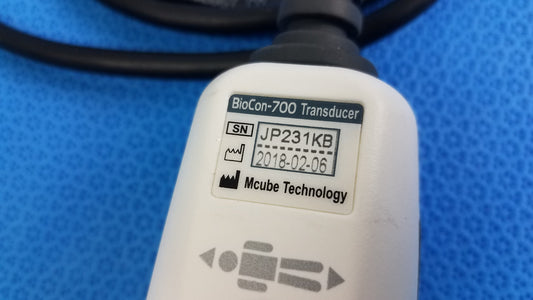 BioCon-700 Transducer
SN JP231KB
2018-02-06
Mcube Technology